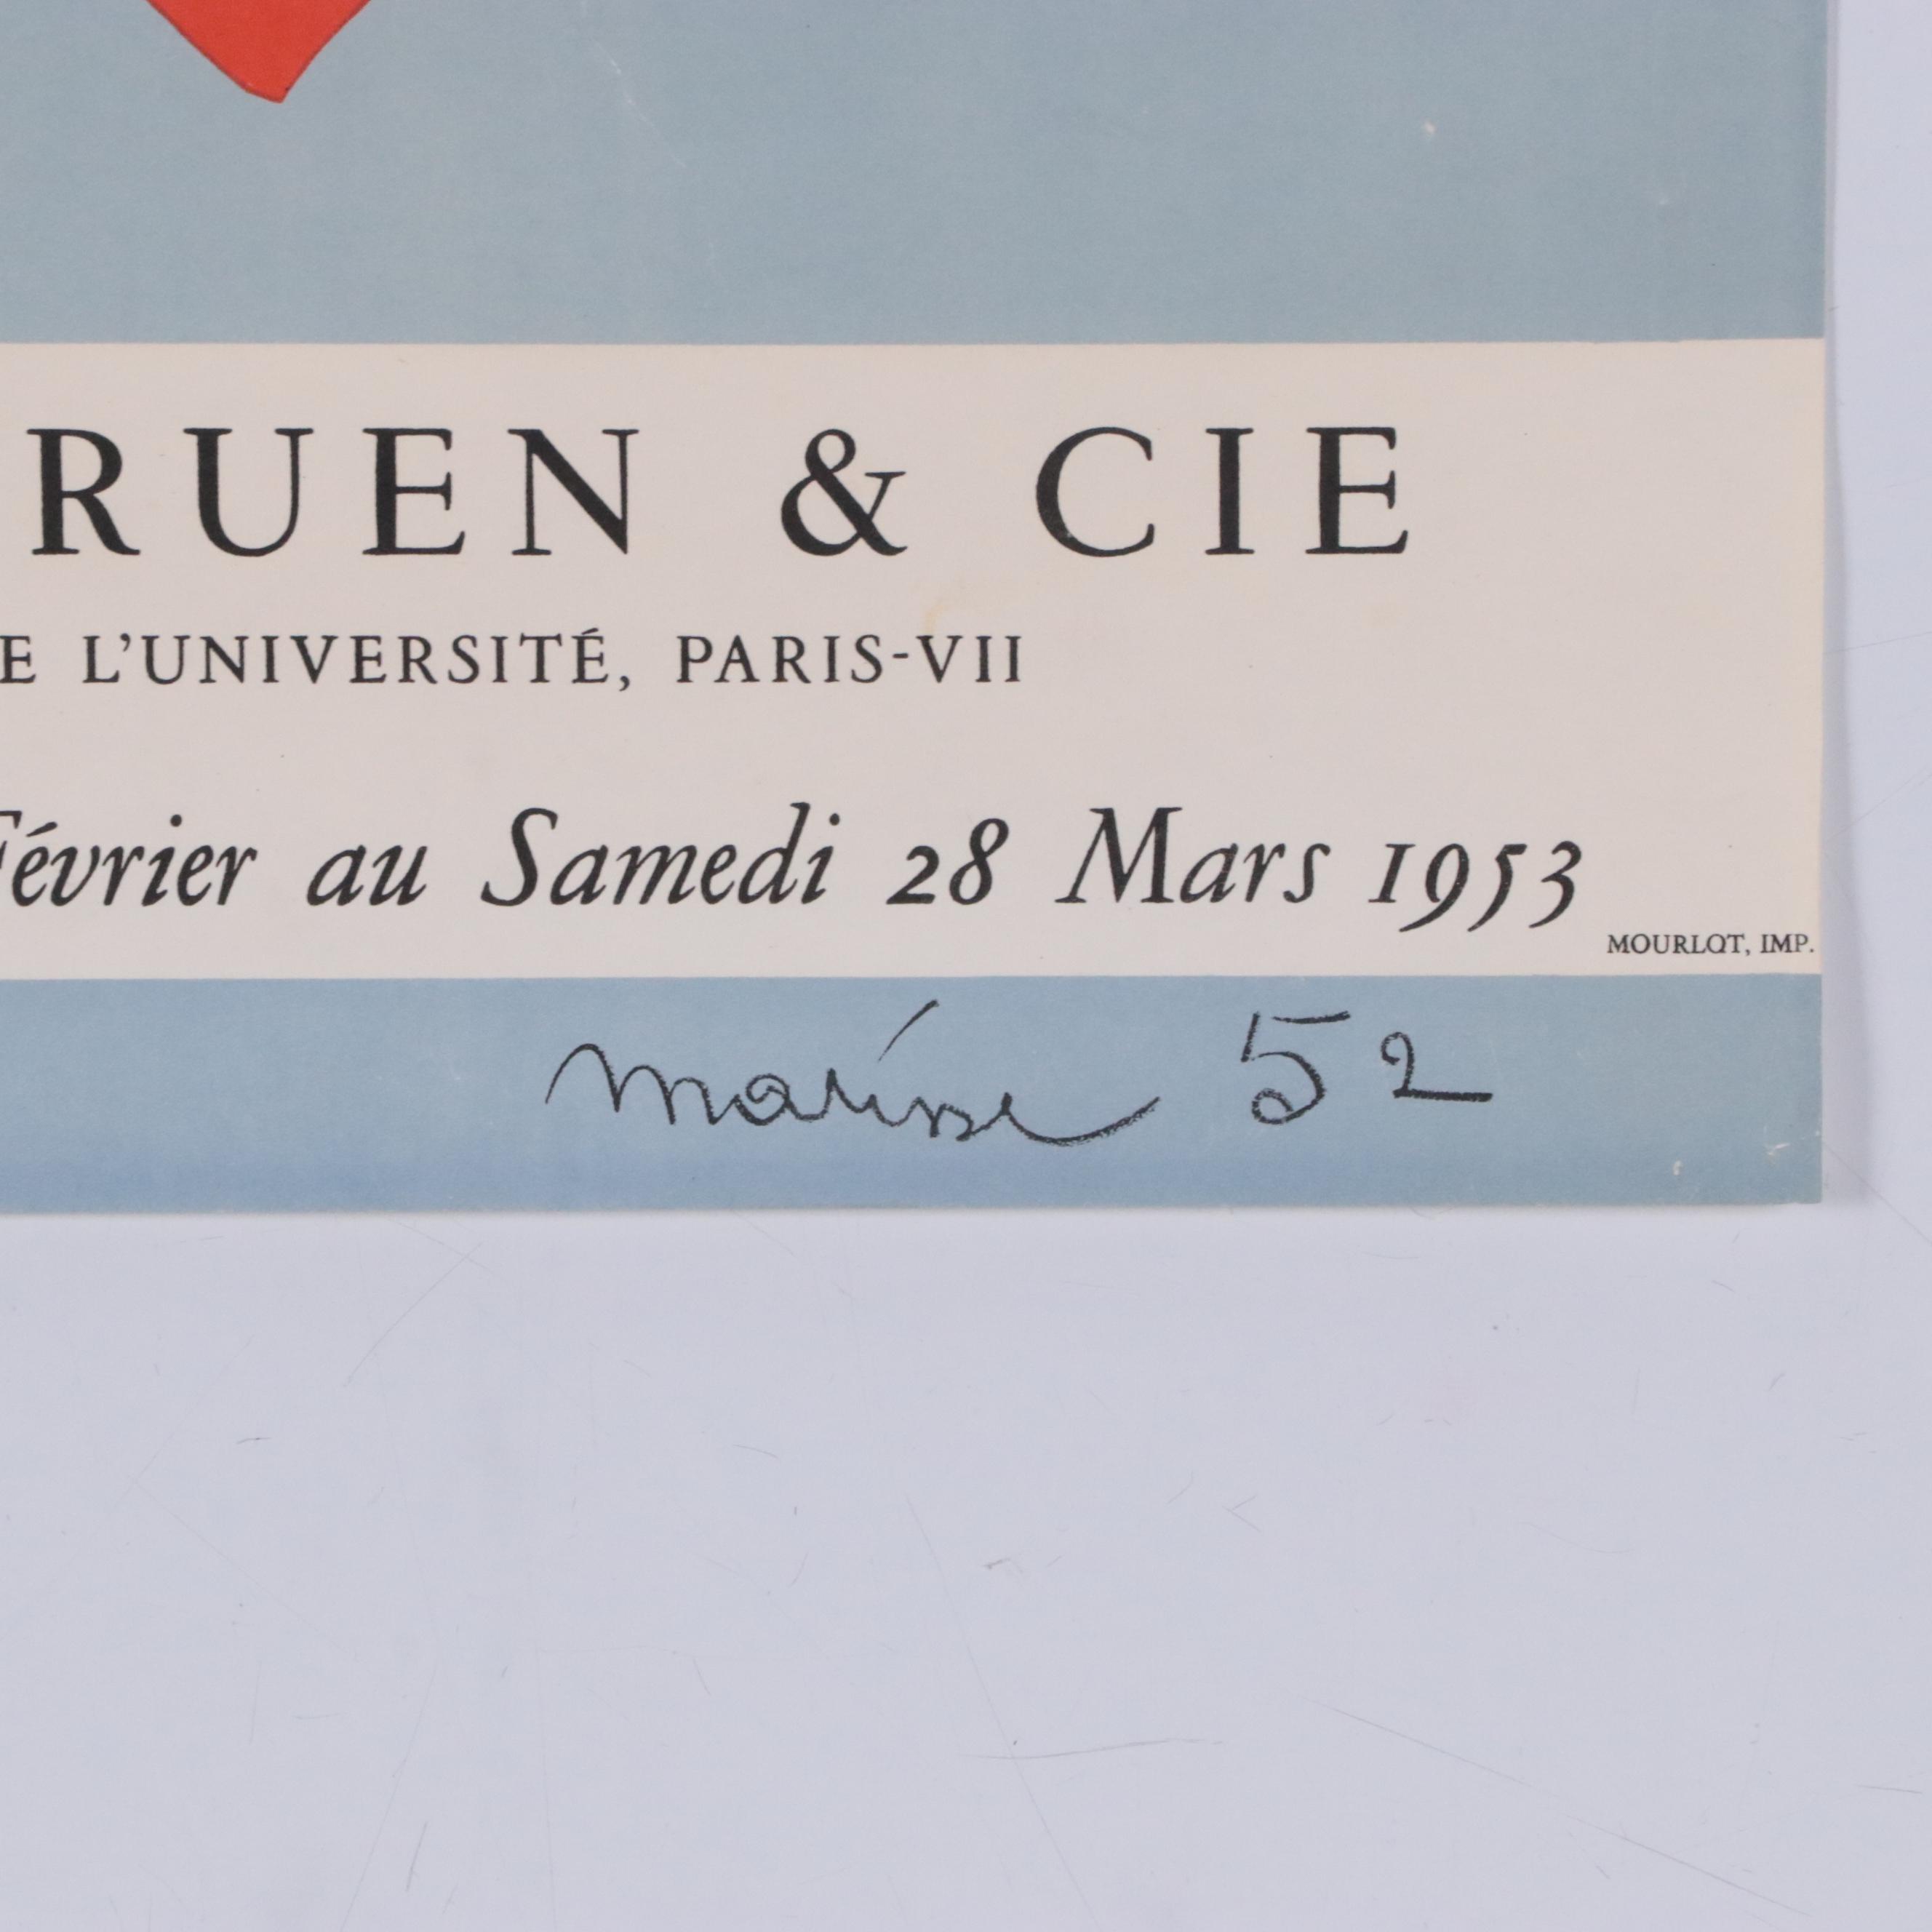 RUEN & CIE
E L'UNIVERSITÉ, PARIS-VII
Février au Samedi 28 Mars 1953
MOURLOT, IMP.
Matisse 52